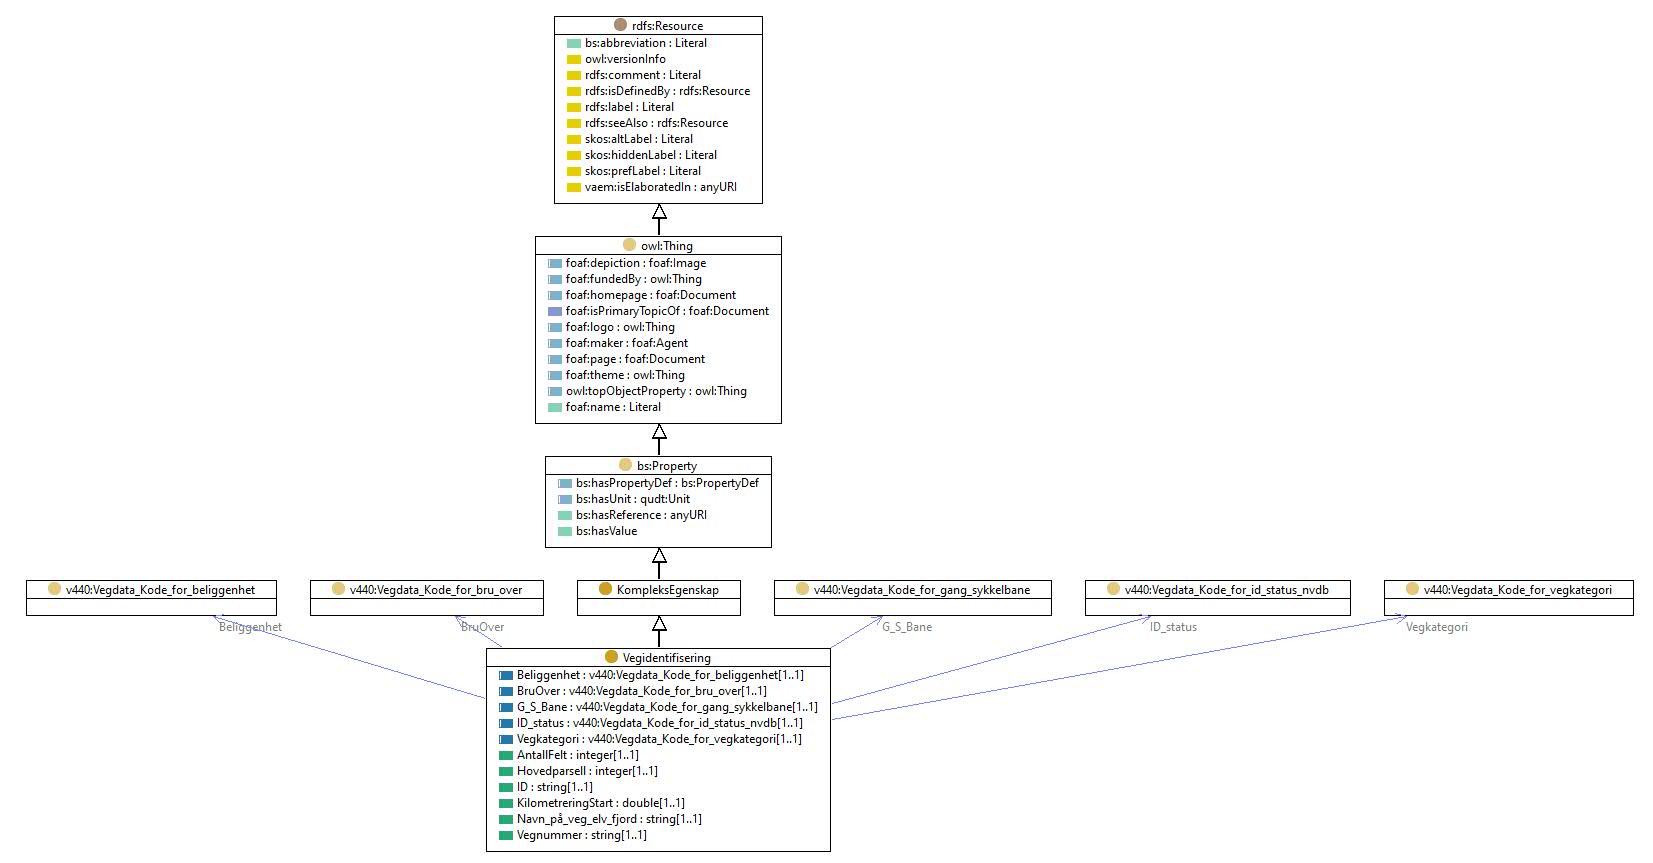 rdfs:Resource
bs:abbreviation : Literal
owl:versionInfo
rdfs:comment : Literal
rdfs:isDefinedBy : rdfs:Resource
rdfs:label : Literal
rdfs:seeAlso : rdfs:Resource
skos:altLabel : Literal
skos:hiddenLabel : Literal
skos:prefLabel : Literal
vaem:isElaboratedIn : anyURI
owl:Thing
foaf:depiction : foaf:Image
foaf:fundedBy : owl:Thing
foaf:homepage : foaf:Document
foaf:isPrimaryTopicOf : foaf:Document
foaf:logo : owl:Thing
foaf:maker : foaf:Agent
foaf:page : foaf:Document
foaf:theme : owl:Thing
owl:topObjectProperty : owl:Thing
foaf:name : Literal
bs:Property
bs:hasPropertyDef : bs:PropertyDef
bs:hasUnit : qudt:Unit
bs:hasReference : anyURI
bs:hasValue
v440:Vegdata_Kode_for_beliggenhet
v440:Vegdata_Kode_for_bru_over
KompleksEgenskap
v440:Vegdata_Kode_for_gang_sykkelbane
v440:Vegdata_Kode_for_id_status_nvdb
v440:Vegdata_Kode_for_vegkategori
Beliggenhet
BruOver
G_S_Bane
ID_status
Vegkategori
Vegidentifisering
Beliggenhet : v440:Vegdata_Kode_for_beliggenhet[1..1]
BruOver : v440:Vegdata_Kode_for_bru_over[1..1]
G_S_Bane : v440:Vegdata_Kode_for_gang_sykkelbane[1..1]
ID_status : v440:Vegdata_Kode_for_id_status_nvdb[1..1]
Vegkategori : v440:Vegdata_Kode_for_vegkategori[1..1]
AntallFelt : integer[1..1]
Hovedparsell : integer[1..1]
ID : string[1..1]
KilometreringStart : double[1..1]
Navn_på_veg_elv_fjord : string[1..1]
Vegnummer : string[1..1]